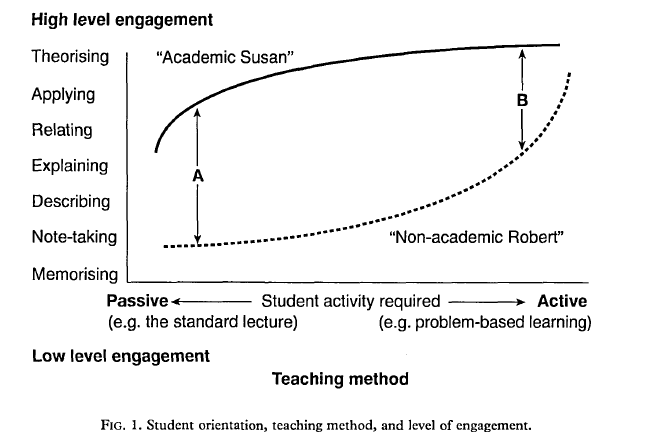 High level engagement
Theorising
"Academic Susan"
Applying
B
Relating
Explaining
A
Describing
Note-taking
"Non-academic Robert"
Memorising
Passive Student activity required Active
(e.g. the standard lecture) (e.g. problem-based learning)
Low level engagement
Teaching method
FIG. 1. Student orientation, teaching method, and level of engagement.